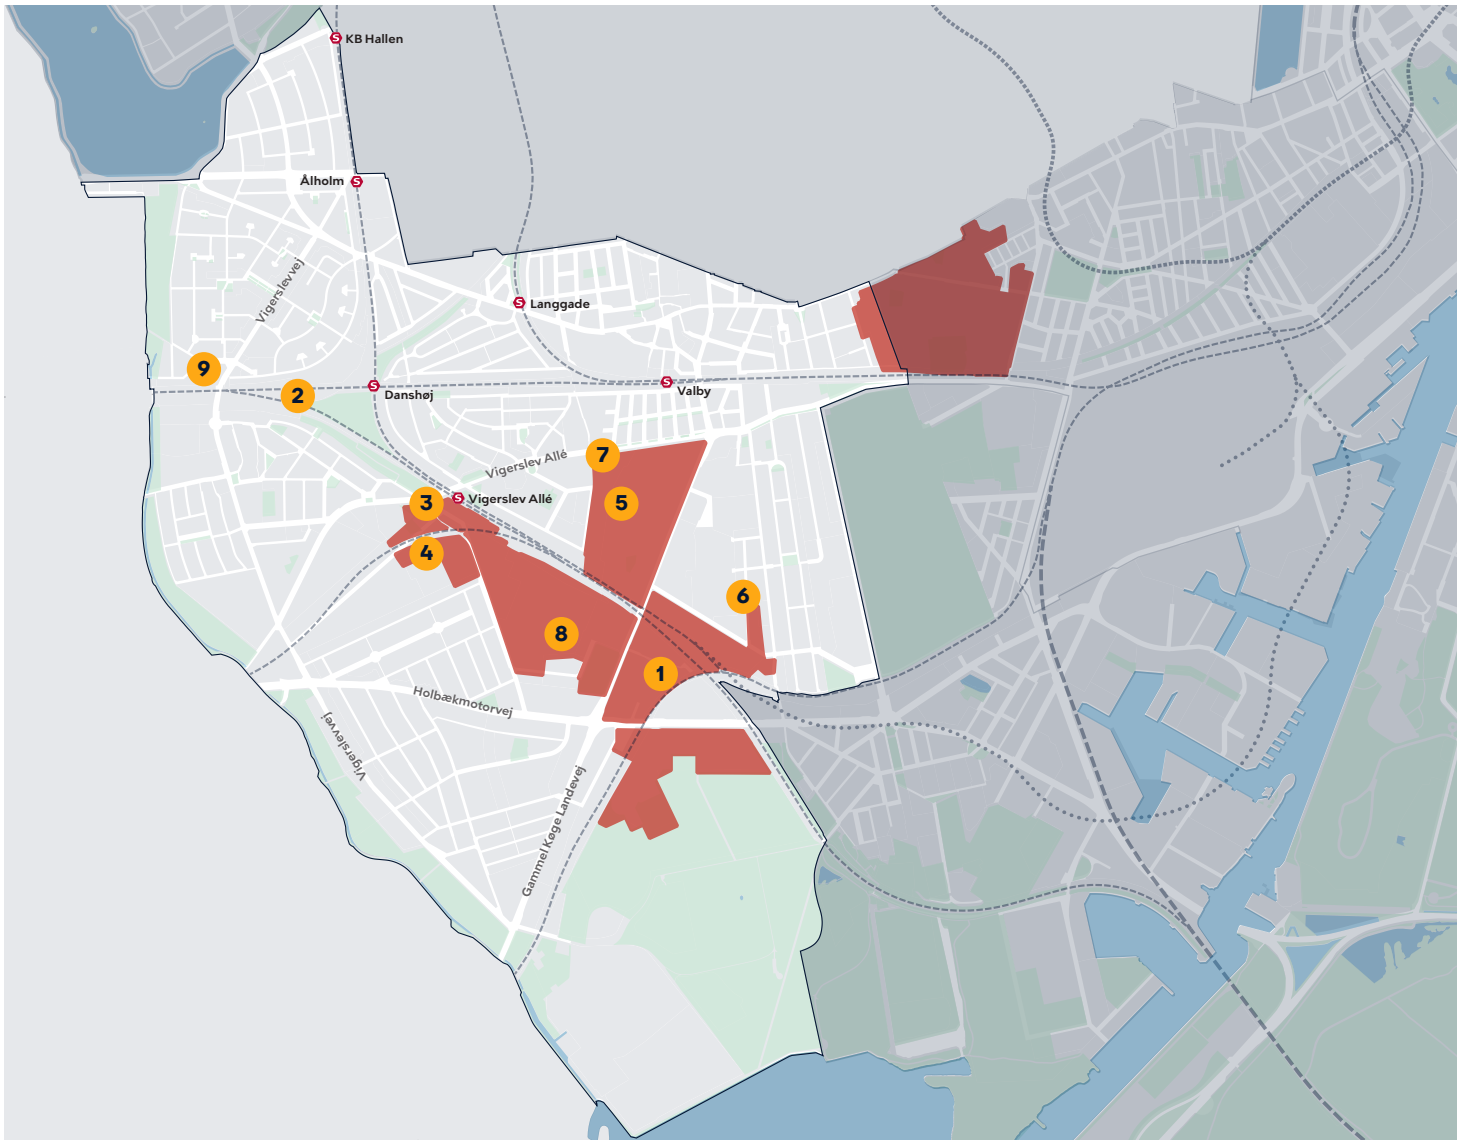 S KB Hallen
Ålholm S
Vigerslevvej
S Langgade
9
2
S Danshøj
S Valby
7
Vigerslev Allé
5
3
S Vigerslev Allé
4
6
8
1
Holbækmotorvej
Vigerslevvej
Gammel Køge Landevej